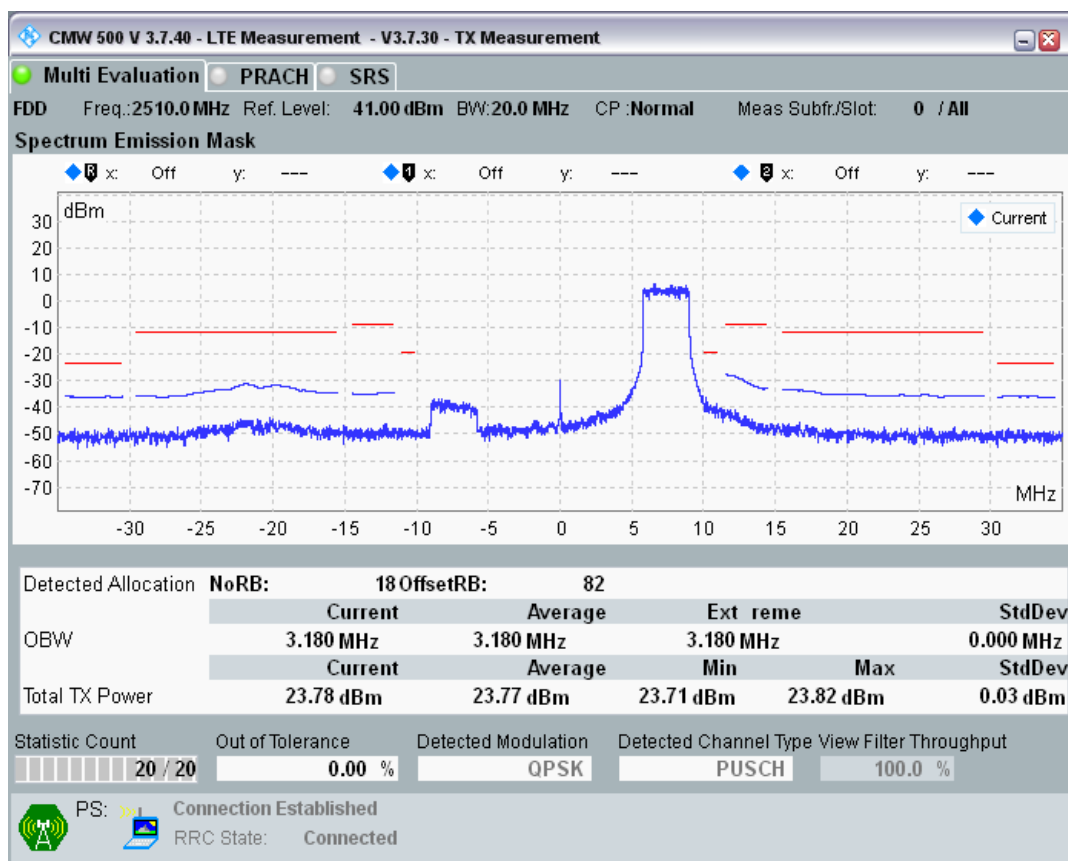 CMW 500 V 3.7.40 - LTE Measurement - V3.7.30 - TX Measurement
Multi Evaluation PRACH SRS
FDD Freq.:2510.0 MHz Ref. Level: 41.00 dBm BW:20.0 MHz CP :Normal Meas Subfr./Slot: 0 / All
Spectrum Emission Mask
R x: Off y: --- 1 x: Off y: --- 2 x: Off y: ---
dBm
Current
30
20
10
0
-10
-20
-30
-40
-50
-60
-70
MHz
-30 -25 -20 -15 -10 -5 0 5 10 15 20 25 30
Detected Allocation NoRB: 18 OffsetRB: 82
Current Average Ext reme StdDev
OBW 3.180 MHz 3.180 MHz 3.180 MHz 0.000 MHz
Current Average Min Max StdDev
Total TX Power 23.78 dBm 23.77 dBm 23.71 dBm 23.82 dBm 0.03 dBm
Statistic Count Out of Tolerance Detected Modulation Detected Channel Type View Filter Throughput
20 / 20 0.00 % QPSK PUSCH 100.0 %
PS: Connection Established
RRC State: Connected